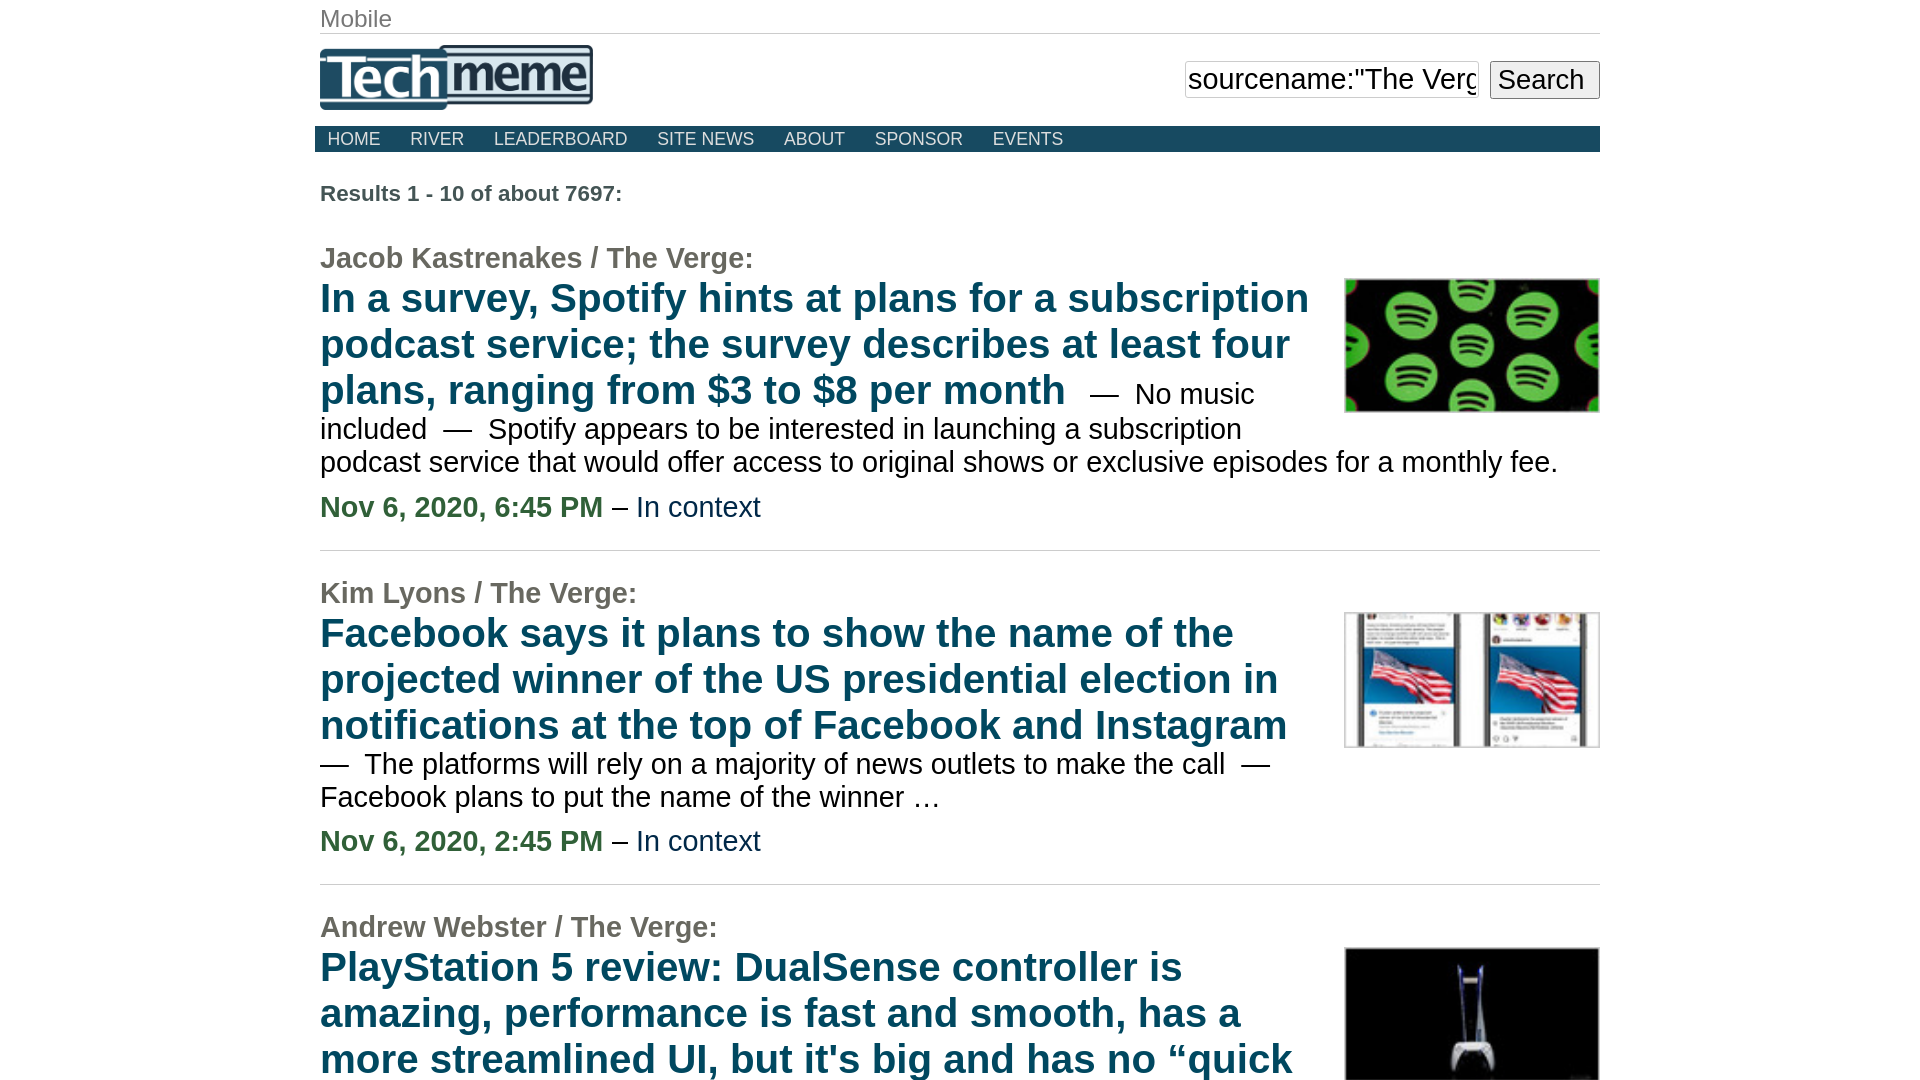 Mobile
Techmeme
sourcename:"The Verg
Search
HOME RIVER LEADERBOARD SITE NEWS ABOUT SPONSOR EVENTS
Results 1 - 10 of about 7697:
Jacob Kastrenakes / The Verge:
In a survey, Spotify hints at plans for a subscription
podcast service; the survey describes at least four
plans, ranging from $3 to $8 per month — No music
included — Spotify appears to be interested in launching a subscription
podcast service that would offer access to original shows or exclusive episodes for a monthly fee.
Nov 6, 2020, 6:45 PM – In context
Kim Lyons / The Verge:
Facebook says it plans to show the name of the
projected winner of the US presidential election in
notifications at the top of Facebook and Instagram
— The platforms will rely on a majority of news outlets to make the call —
Facebook plans to put the name of the winner …
Nov 6, 2020, 2:45 PM – In context
Andrew Webster / The Verge:
PlayStation 5 review: DualSense controller is
amazing, performance is fast and smooth, has a
more streamlined UI, but it's big and has no “quick